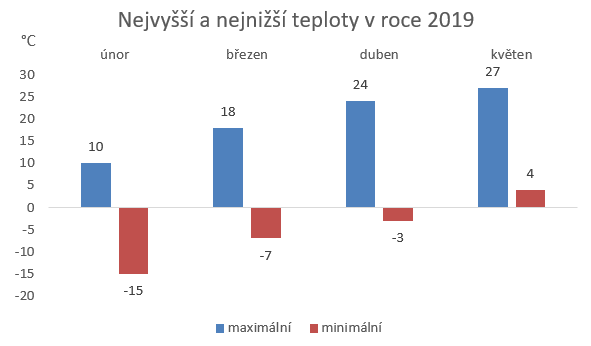 Nejvyšší a nejnižší teploty v roce 2019
°C
únor březen duben květen
30
25
20
15
10
5
0
-5
-10
-15
-20
10 18 24 27
-15 -7 -3 4
maximální minimální